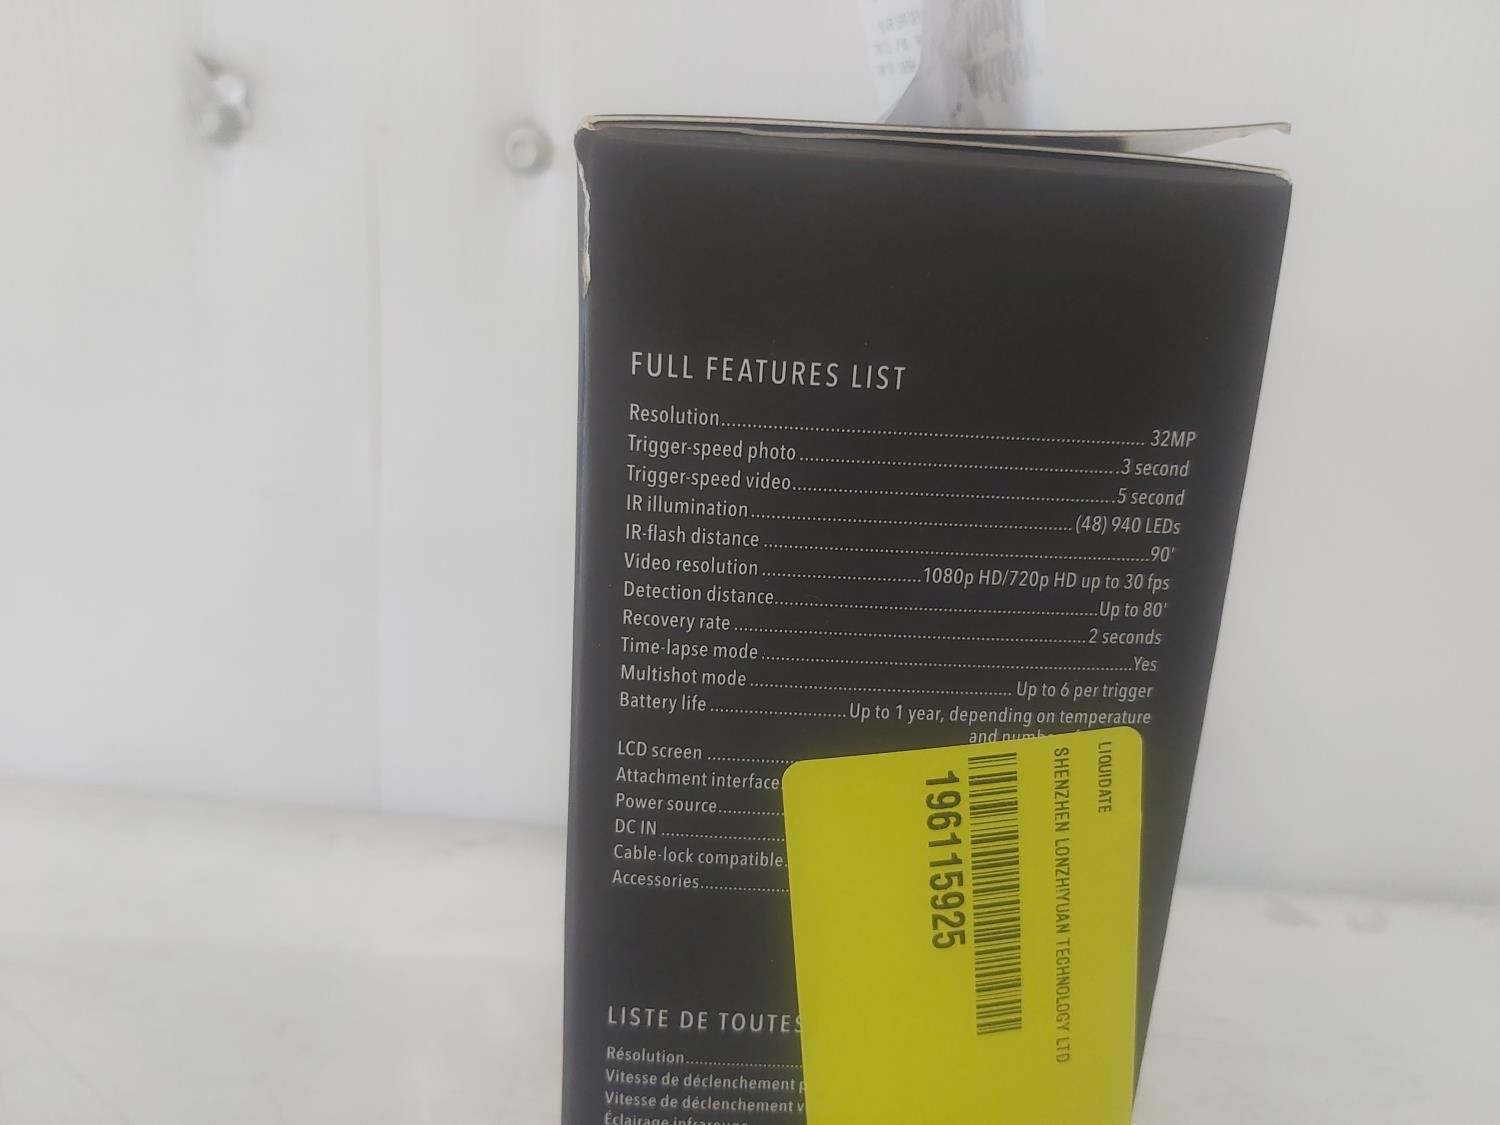 FULL FEATURES LIST
Resolution.......... 32MP
Trigger-speed photo...........3 second
Trigger-speed video...........5 second
IR illumination..........(48) 940 LEDs
IR-flash distance..........90'
Video resolution..........1080p HD/720p HD up to 30 fps
Detection distance..........Up to 80'
Recovery rate..........2 seconds
Time-lapse mode..........Yes
Multishot mode.......... Up to 6 per trigger
Battery life..........Up to 1 year, depending on temperature
and
LCD screen..........
Attachment interface
Power source..........
DC IN..........
Cable-lock compatible.
Accessories..........
LIQUIDATE
SHENZHEN LONZHIYUAN TECHNOLOGY LTD
196115925
LISTE DE TOUTES
Résolution..........
Vitesse de déclenchement
Vitesse de déclenchement
Éclairage